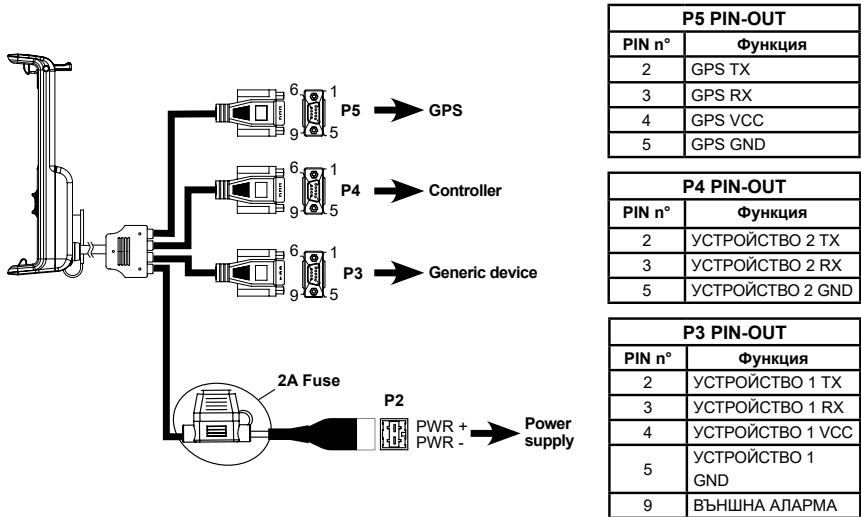 6
1
9
5
P5
GPS
6
1
9
5
P4
Controller
6
1
9
5
P3
Generic device
2A Fuse
P2
PWR +
PWR -
Power
supply
P5 PIN-OUT
PIN n° Функция
2 GPS TX
3 GPS RX
4 GPS VCC
5 GPS GND
P4 PIN-OUT
PIN n° Функция
2 УСТРОЙСТВО 2 TX
3 УСТРОЙСТВО 2 RX
5 УСТРОЙСТВО 2 GND
P3 PIN-OUT
PIN n° Функция
2 УСТРОЙСТВО 1 TX
3 УСТРОЙСТВО 1 RX
4 УСТРОЙСТВО 1 VCC
5 УСТРОЙСТВО 1
GND
9 ВЪНШНА АЛАРМА